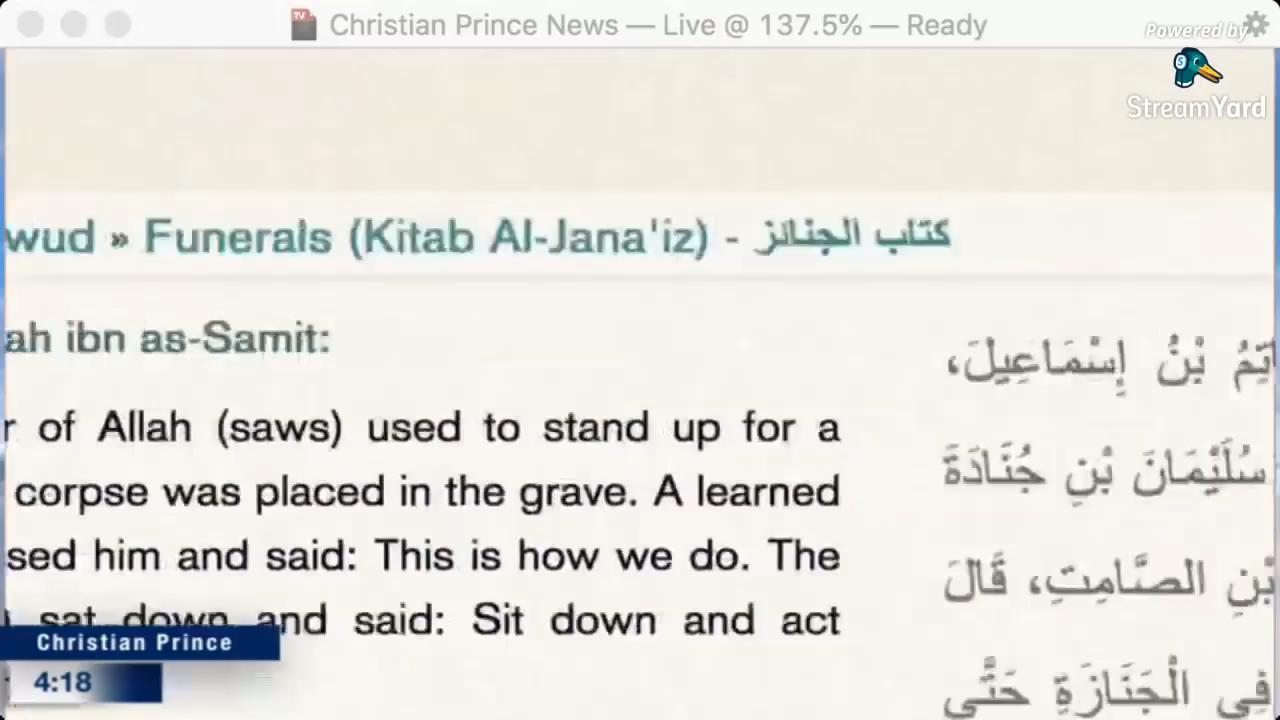 Christian Prince News — Live @ 137.5% — Ready
Powered by
StreamYard
wud » Funerals (Kitab Al-Jana'iz) - كتاب الجنائز
ah ibn as-Samit:
r of Allah (saws) used to stand up for a
corpse was placed in the grave. A learned
sed him and said: This is how we do. The
sat down and said: Sit down and act
اتِمُ بْنُ إِسْمَاعِيلَ،
سُلَيْمَانَ بْنِ جُنَادَةَ
بْنِ الصَّامِتِ، قَالَ
فِي الْجَنَازَةِ حَتَّى
Christian Prince
4:18